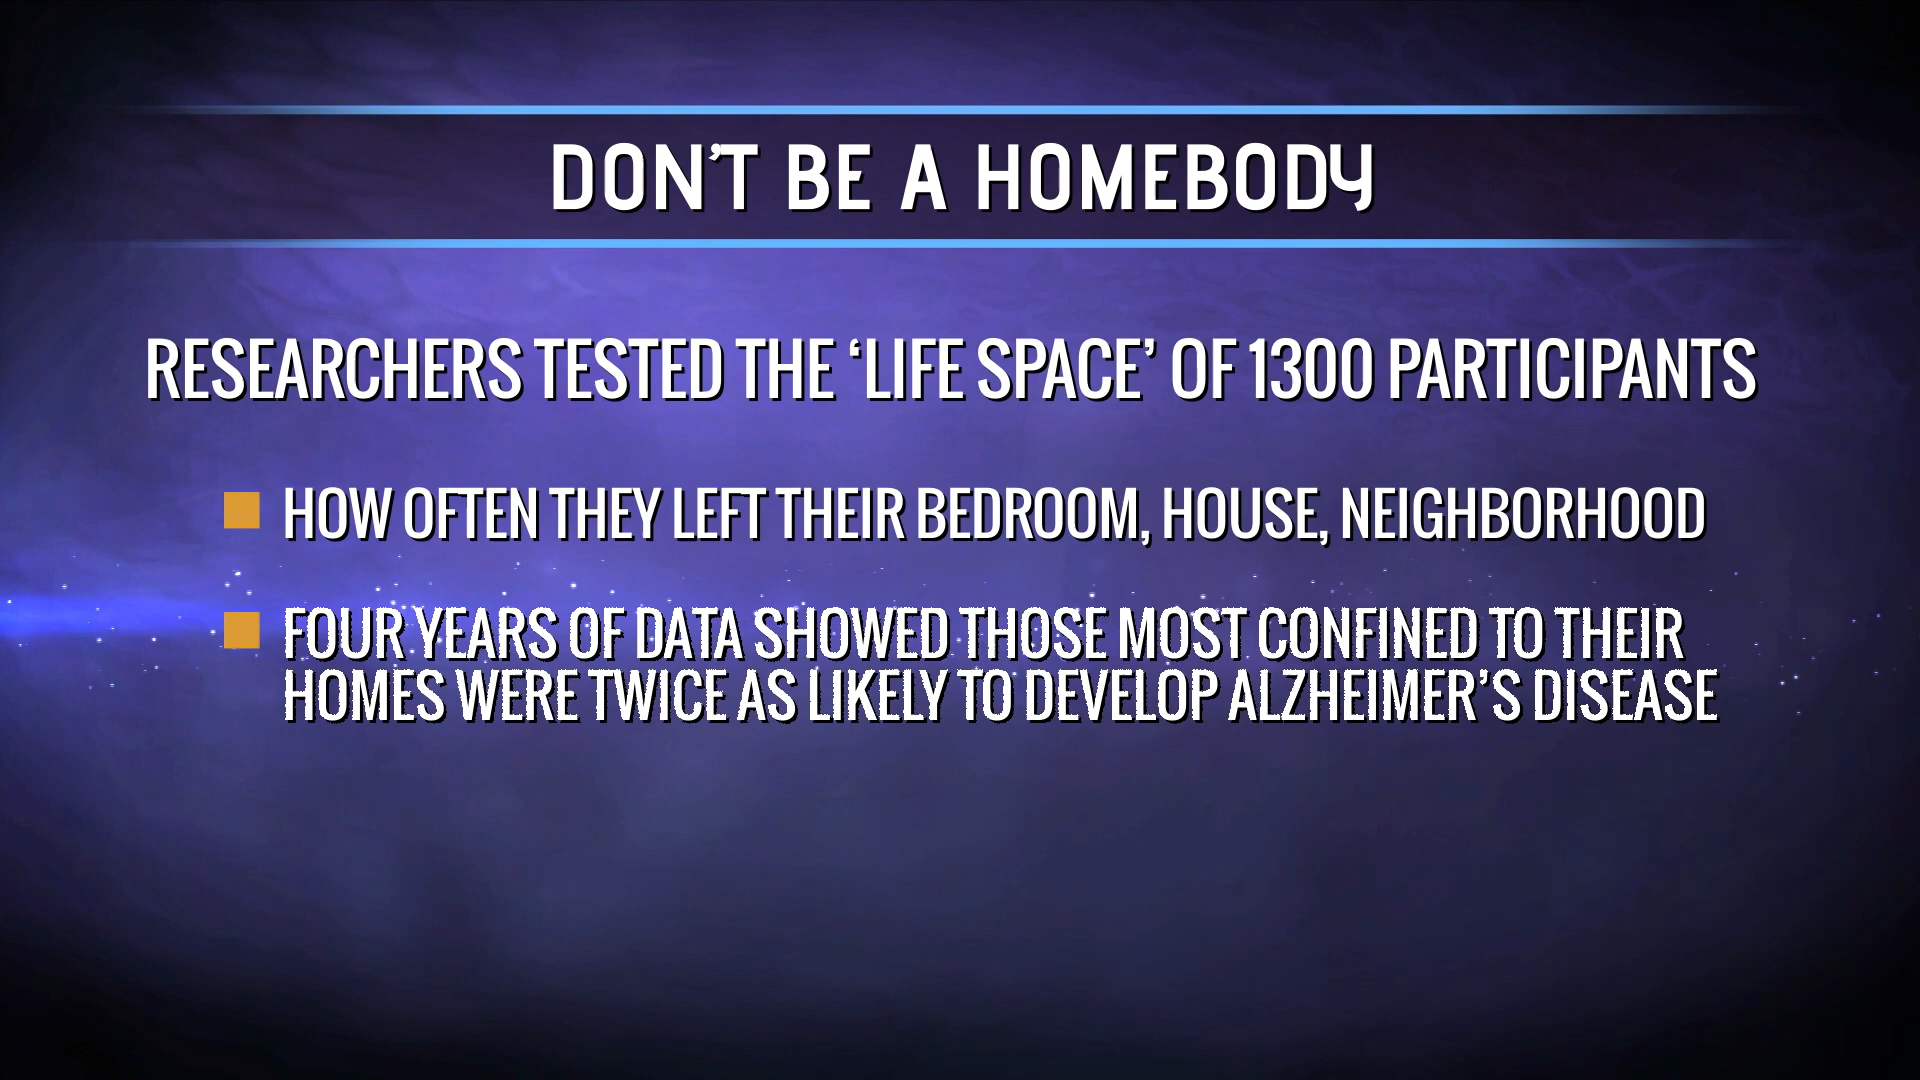 DON'T BE A HOMEBODY
RESEARCHERS TESTED THE ‘LIFE SPACE’ OF 1300 PARTICIPANTS
HOW OFTEN THEY LEFT THEIR BEDROOM, HOUSE, NEIGHBORHOOD
FOUR YEARS OF DATA SHOWED THOSE MOST CONFINED TO THEIR
HOMES WERE TWICE AS LIKELY TO DEVELOP ALZHEIMER’S DISEASE